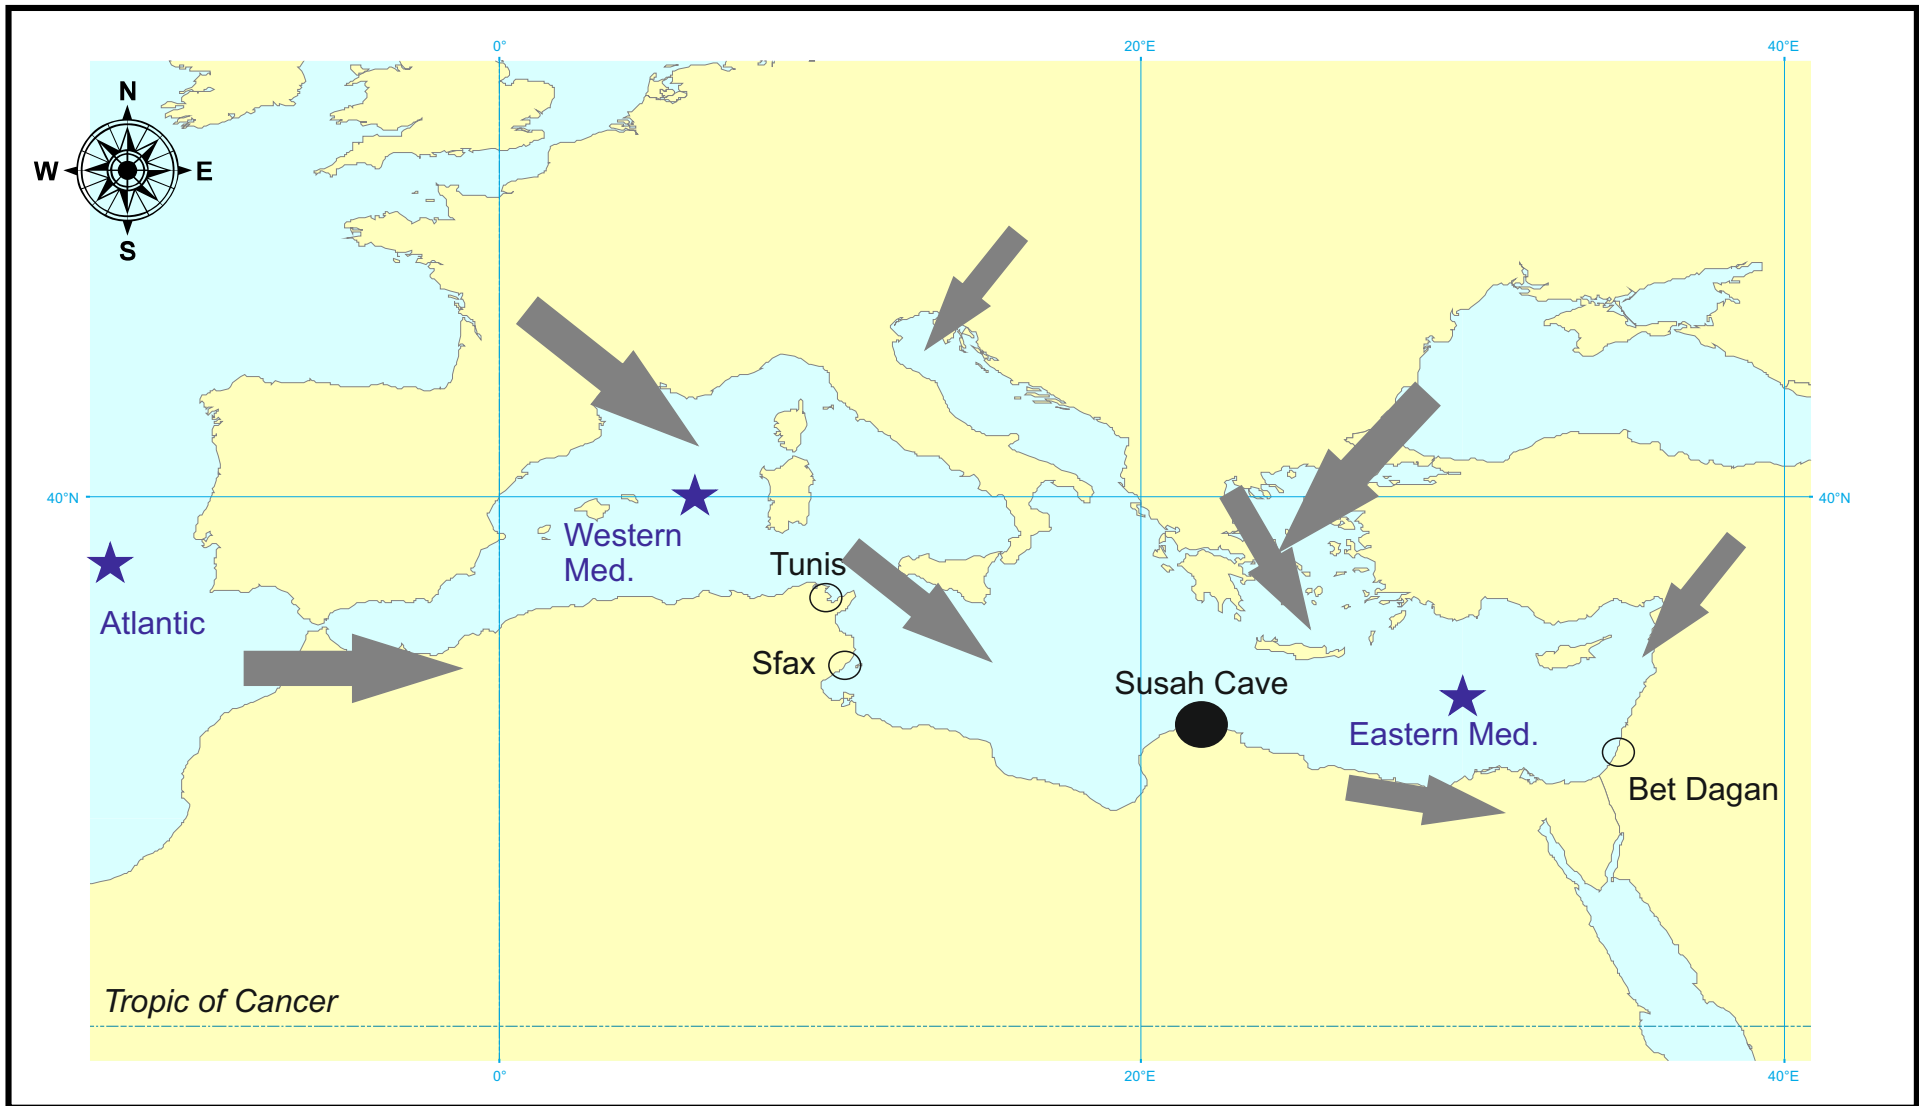 0°
20°E
40°E
N
W
E
S
40°N
40°N
Western
Med.
Tunis
Atlantic
Sfax
Susah Cave
Eastern Med.
Bet Dagan
Tropic of Cancer
0°
20°E
40°E